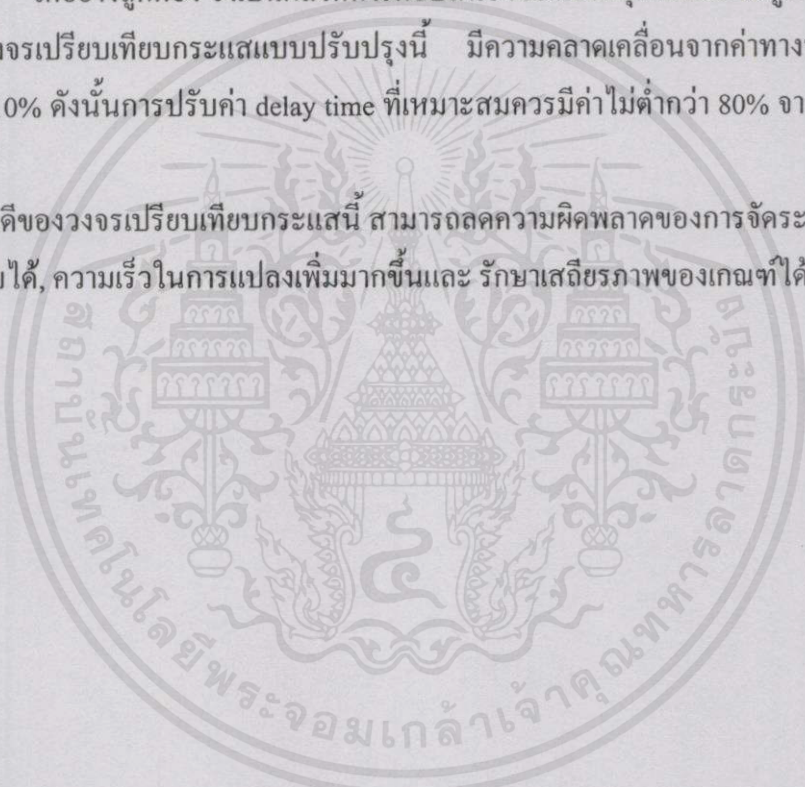 งจรเปรียบเทียบกระแสแบบปรับปรุงนี้ มีความคลาดเคลื่อนจากค่าทาง
0% ดังนั้นการปรับค่า delay time ที่เหมาะสมควรมีค่าไม่ต่ำกว่า 80% จา
ดีของวงจรเปรียบเทียบกระแสนี้ สามารถลดความผิดพลาดของการจัดระ
ได้, ความเร็วในการแปลงเพิ่มมากขึ้นและ รักษาเสถียรภาพของเกณฑ์ได้
สถาบันเทคโนโลยีพระจอมเกล้าเจ้าคุณทหารลาดกระบัง